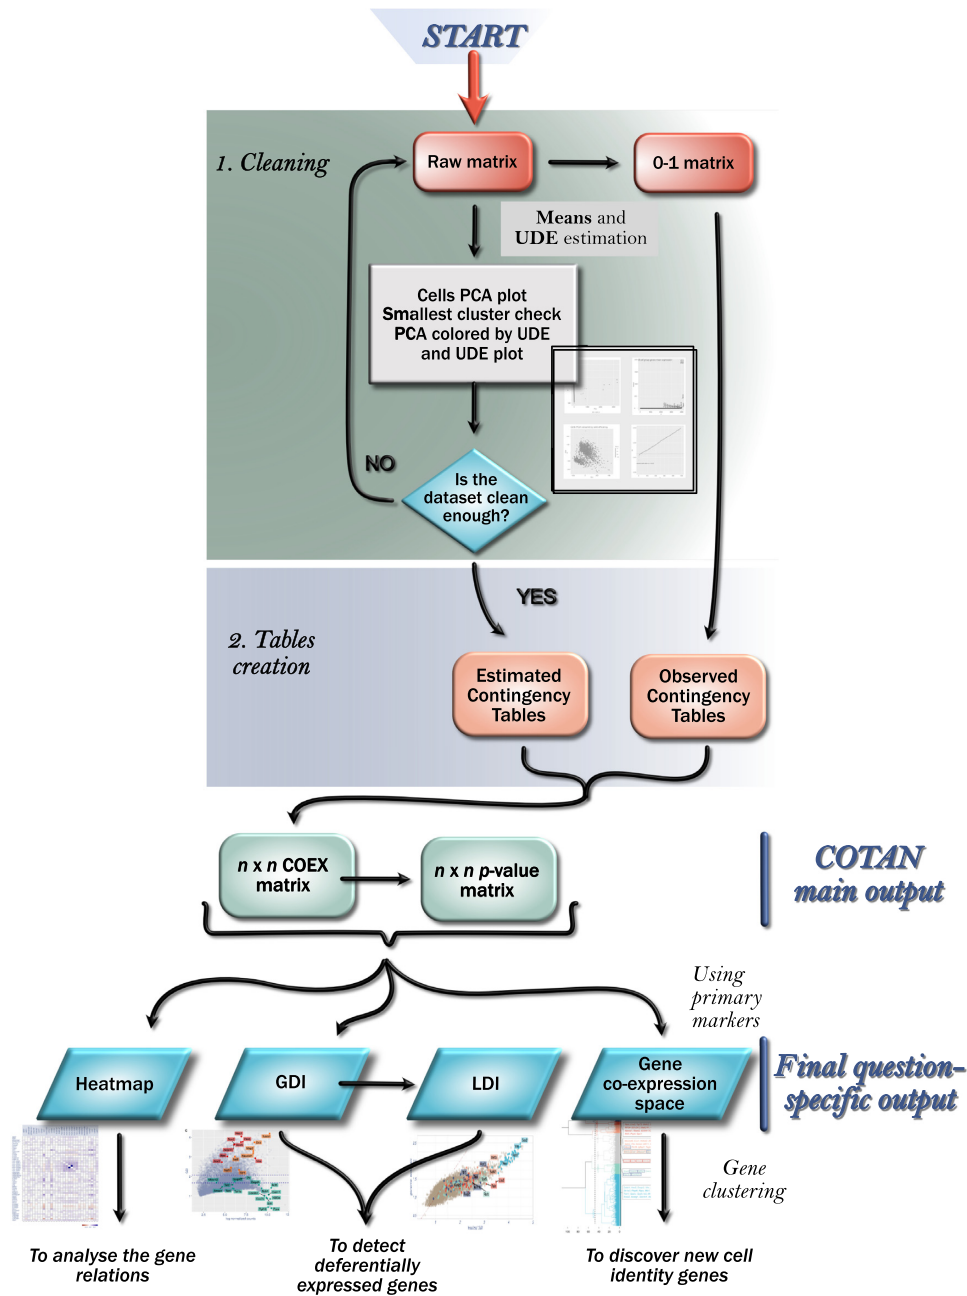 START
1. Cleaning
Raw matrix
0-1 matrix
Means and
UDE estimation
Cells PCA plot
Smallest cluster check
PCA colored by UDE
and UDE plot
NO
Is the
dataset clean
enough?
YES
2. Tables
creation
Estimated
Contingency
Tables
Observed
Contingency
Tables
n x n COEX
matrix
n x n p-value
matrix
COTAN
main output
Using
primary
markers
Heatmap
GDI
LDI
Gene
co-expression
space
Final question-
specific output
Gene
clustering
To analyse the gene
relations
To detect
deferentially
expressed genes
To discover new cell
identity genes